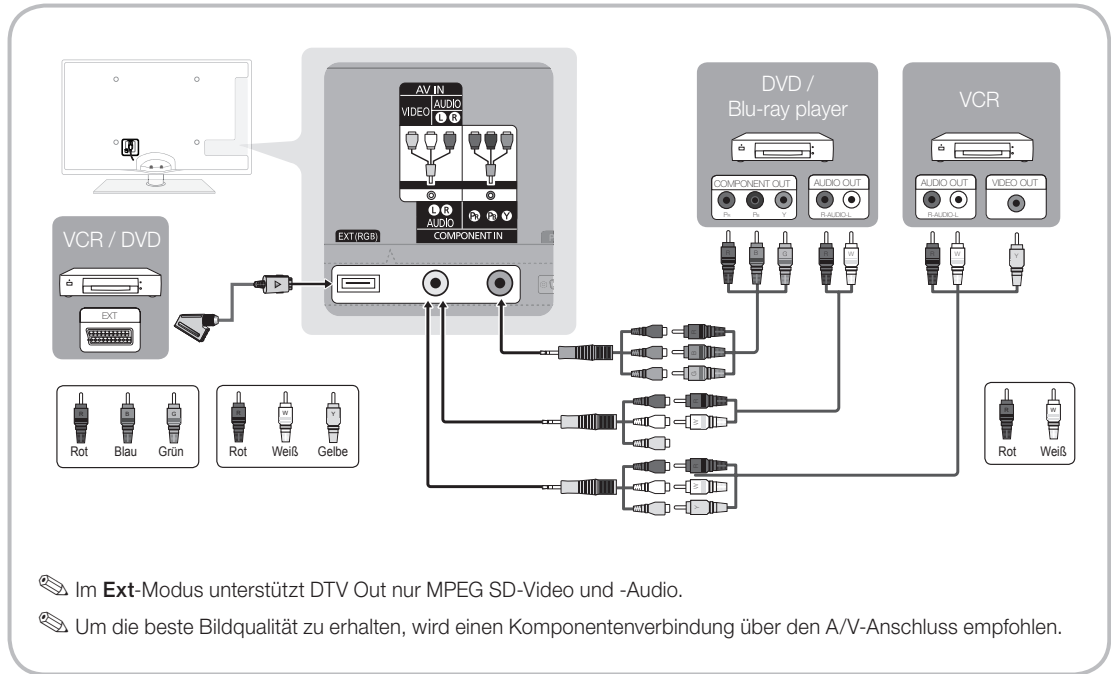 AV IN
VIDEO
AUDIO
L R
L R
AUDIO
PR PB Y
COMPONENT IN
EXT(RGB)
VCR / DVD
EXT
DVD /
Blu-ray player
COMPONENT OUT
AUDIO OUT
Y
R-AUDIO-L
VCR
AUDIO OUT
R-AUDIO-L
VIDEO OUT
R B G R W
R W Y
R
B
G
R
W
R
W
Y
R B G
Rot Blau Grün
R W Y
Rot Weiß Gelbe
R W
Rot Weiß
Im Ext-Modus unterstützt DTV Out nur MPEG SD-Video und -Audio.
Um die beste Bildqualität zu erhalten, wird einen Komponentenverbindung über den A/V-Anschluss empfohlen.